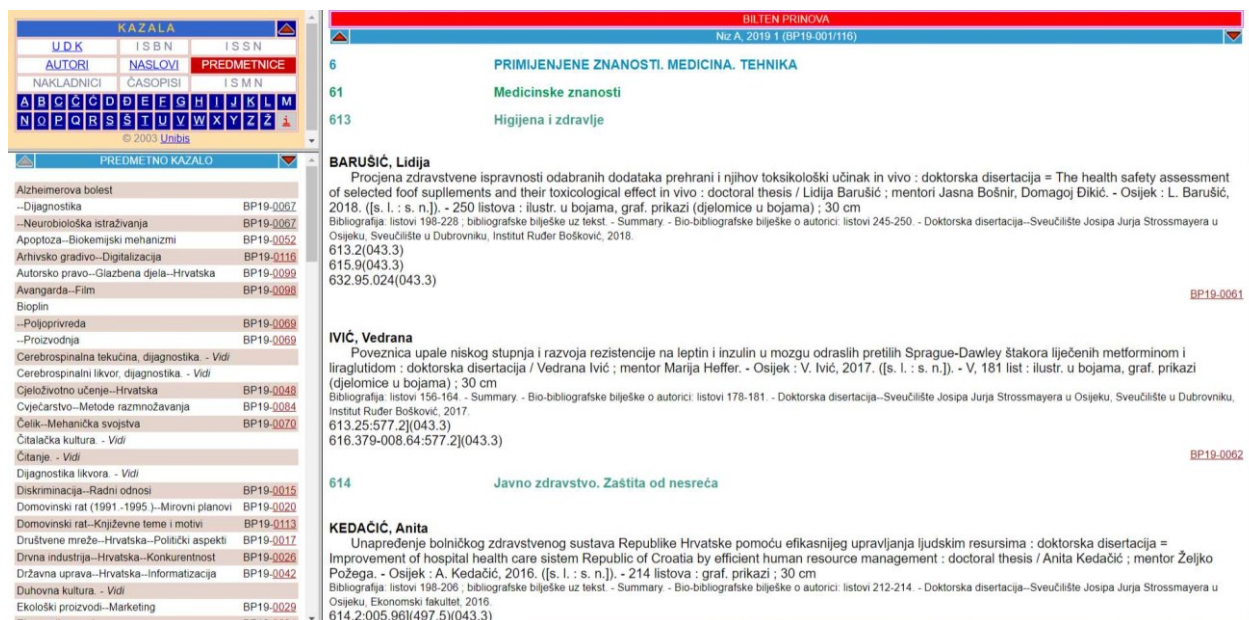 KAZALA
UDK ISBN ISSN
AUTORI NASLOVI PREDMETNICE
NAKLADNICI ČASOPISI ISMN
A B C Č Ć D Đ E F G H I J K L M
N O P Q R S Š T U V W X Y Z Ž i
© 2003 Unibis
PREDMETNO KAZALO
Alzheimerova bolest
--Dijagnostika BP19-0067
--Neurobiološka istraživanja BP19-0067
Apoptoza--Biokemijski mehanizmi BP19-0052
Arhivsko gradivo--Digitalizacija BP19-0116
Autorsko pravo--Glazbena djela--Hrvatska BP19-0099
Avangarda--Film BP19-0098
Bioplin
--Poljoprivreda BP19-0069
--Proizvodnja BP19-0069
Cerebrospinalna tekućina, dijagnostika. - Vidi
Cerebrospinalni likvor, dijagnostika. - Vidi
Cjeloživotno učenje--Hrvatska BP19-0048
Cvjećarstvo--Metode razmnožavanja BP19-0084
Čelik--Mehanička svojstva BP19-0070
Čitalačka kultura. - Vidi
Čitanje. - Vidi
Dijagnostika likvora. - Vidi
Diskriminacija--Radni odnosi BP19-0015
Domovinski rat (1991.-1995.)--Mirovni planovi BP19-0020
Domovinski rat--Književne teme i motivi BP19-0113
Društvene mreže--Hrvatska--Politički aspekti BP19-0017
Drvna industrija--Hrvatska--Konkurentnost BP19-0026
Državna uprava--Hrvatska--Informatizacija BP19-0042
Duhovna kultura. - Vidi
Ekološki proizvodi--Marketing BP19-0029
BILTEN PRINOVA
Niz A, 2019 1 (BP19-001/116)
6 PRIMIJENJENE ZNANOSTI. MEDICINA. TEHNIKA
61 Medicinske znanosti
613 Higijena i zdravlje
BARUŠIĆ, Lidija
Procjena zdravstvene ispravnosti odabranih dodataka prehrani i njihov toksikološki učinak in vivo : doktorska disertacija = The health safety assessment
of selected foof supllements and their toxicological effect in vivo : doctoral thesis / Lidija Barušić ; mentori Jasna Bošnir, Domagoj Đikić. - Osijek : L. Barušić,
2018. ([s. l. : s. n.]). - 250 listova : ilustr. u bojama, graf. prikazi (djelomice u bojama) ; 30 cm
Bibliografija: listovi 198-228 ; bibliografske bilješke uz tekst. - Summary. - Bio-bibliografske bilješke o autorici: listovi 245-250. - Doktorska disertacija--Sveučilište Josipa Jurja Strossmayera u
Osijeku, Sveučilište u Dubrovniku, Institut Ruđer Bošković, 2018.
613.2(043.3)
615.9(043.3)
632.95.024(043.3)
BP19-0061
IVIĆ, Vedrana
Poveznica upale niskog stupnja i razvoja rezistencije na leptin i inzulin u mozgu odraslih pretilih Sprague-Dawley štakora liječenih metforminom i
liraglutidom : doktorska disertacija / Vedrana Ivić ; mentor Marija Heffer. - Osijek : V. Ivić, 2017. ([s. l. : s. n.]). - V, 181 list : ilustr. u bojama, graf. prikazi
(djelomice u bojama) ; 30 cm
Bibliografija: listovi 156-164. - Summary. - Bio-bibliografske bilješke o autorici: listovi 178-181. - Doktorska disertacija--Sveučilište Josipa Jurja Strossmayera u Osijeku, Sveučilište u Dubrovniku,
Institut Ruđer Bošković, 2017.
613.25:577.2](043.3)
616.379-008.64:577.2](043.3)
BP19-0062
614 Javno zdravstvo. Zaštita od nesreća
KEDAČIĆ, Anita
Unapređenje bolničkog zdravstvenog sustava Republike Hrvatske pomoću efikasnijeg upravljanja ljudskim resursima : doktorska disertacija =
Improvement of hospital health care sistem Republic of Croatia by efficient human resource management : doctoral thesis / Anita Kedačić ; mentor Željko
Požega. - Osijek : A. Kedačić, 2016. ([s. l. : s. n.]). - 214 listova : graf. prikazi ; 30 cm
Bibliografija: listovi 198-206 ; bibliografske bilješke uz tekst. - Summary. - Bio-bibliografske bilješke o autorici: listovi 212-214. - Doktorska disertacija--Sveučilište Josipa Jurja Strossmayera u
Osijeku, Ekonomski fakultet, 2016.
614.2:005.96](497.5)(043.3)